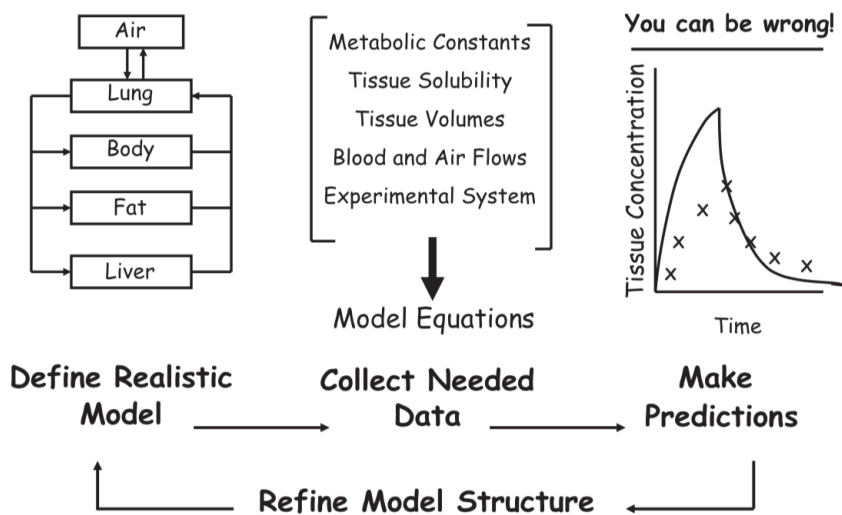 Air
Lung
Body
Fat
Liver
Metabolic Constants
Tissue Solubility
Tissue Volumes
Blood and Air Flows
Experimental System
Model Equations
You can be wrong!
Tissue Concentration
Time
Define Realistic
Model
Collect Needed
Data
Make
Predictions
Refine Model Structure